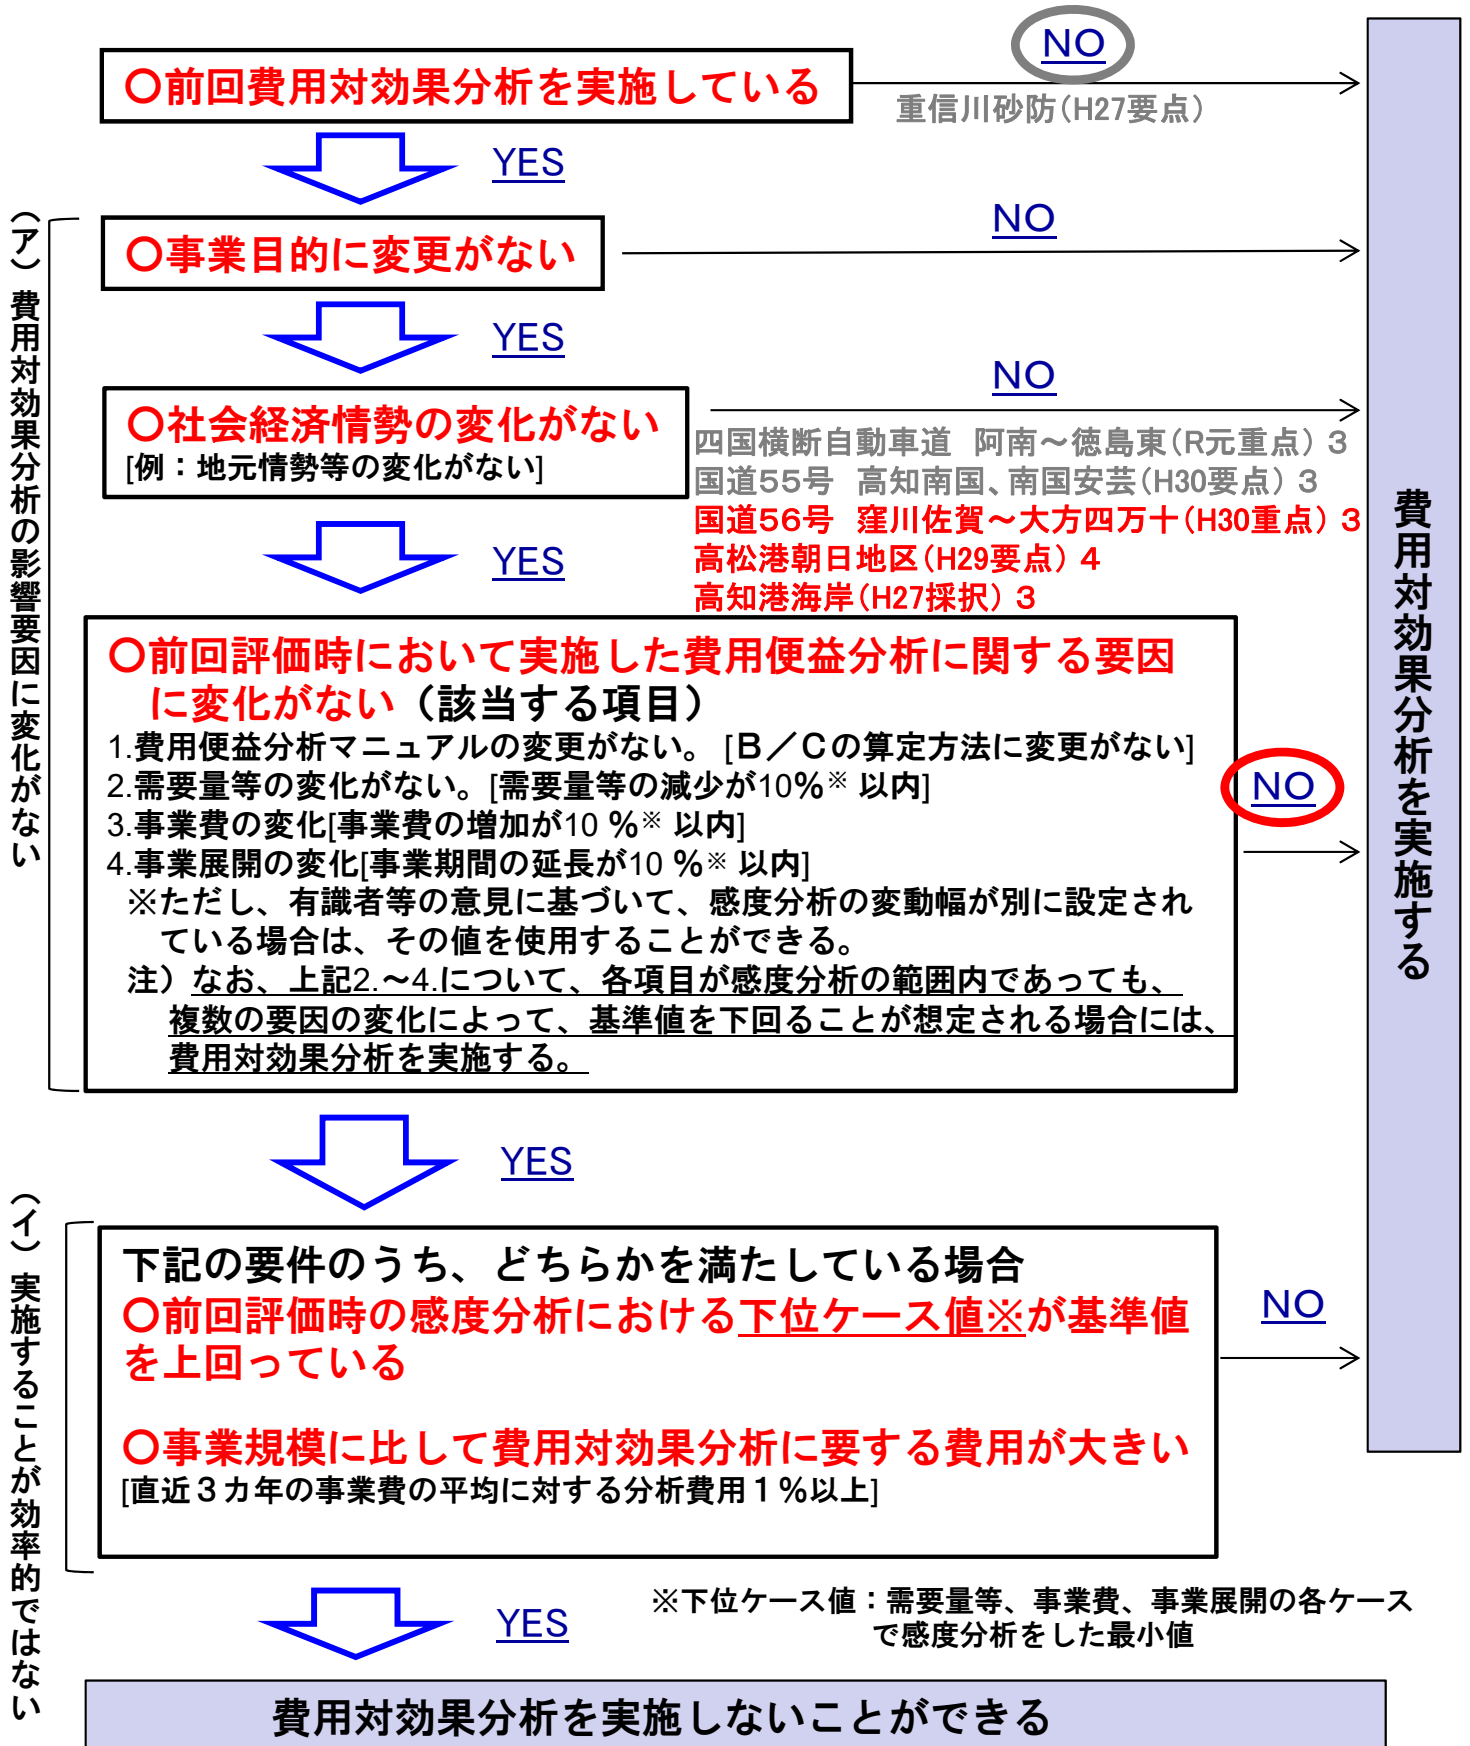 〇前回費用対効果分析を実施している
NO
重信川砂防(H27要点)
YES
(ア)費用対効果分析の影響要因に変化がない
〇事業目的に変更がない
NO
YES
〇社会経済情勢の変化がない
[例：地元情勢等の変化がない]
NO
四国横断自動車道　阿南～徳島東(R元重点)３
国道５５号　高知南国、南国安芸(H30要点)３
国道５６号　窪川佐賀～大方四万十(H30重点)３
高松港朝日地区(H29要点)４
高知港海岸(H27採択)３
YES
〇前回評価時において実施した費用便益分析に関する要因
に変化がない（該当する項目）
1.費用便益分析マニュアルの変更がない。[Ｂ／Ｃの算定方法に変更がない]
2.需要量等の変化がない。[需要量等の減少が10%※ 以内]
3.事業費の変化[事業費の増加が10 %※ 以内]
4.事業展開の変化[事業期間の延長が10 %※ 以内]
※ただし、有識者等の意見に基づいて、感度分析の変動幅が別に設定され
ている場合は、その値を使用することができる。
注）なお、上記2.～4.について、各項目が感度分析の範囲内であっても、
複数の要因の変化によって、基準値を下回ることが想定される場合には、
費用対効果分析を実施する。
NO
費用対効果分析を実施する
YES
(イ)実施することが効率的ではない
下記の要件のうち、どちらかを満たしている場合
〇前回評価時の感度分析における下位ケース値※が基準値
を上回っている
〇事業規模に比して費用対効果分析に要する費用が大きい
[直近３カ年の事業費の平均に対する分析費用１％以上]
NO
YES
※下位ケース値：需要量等、事業費、事業展開の各ケース
で感度分析をした最小値
費用対効果分析を実施しないことができる